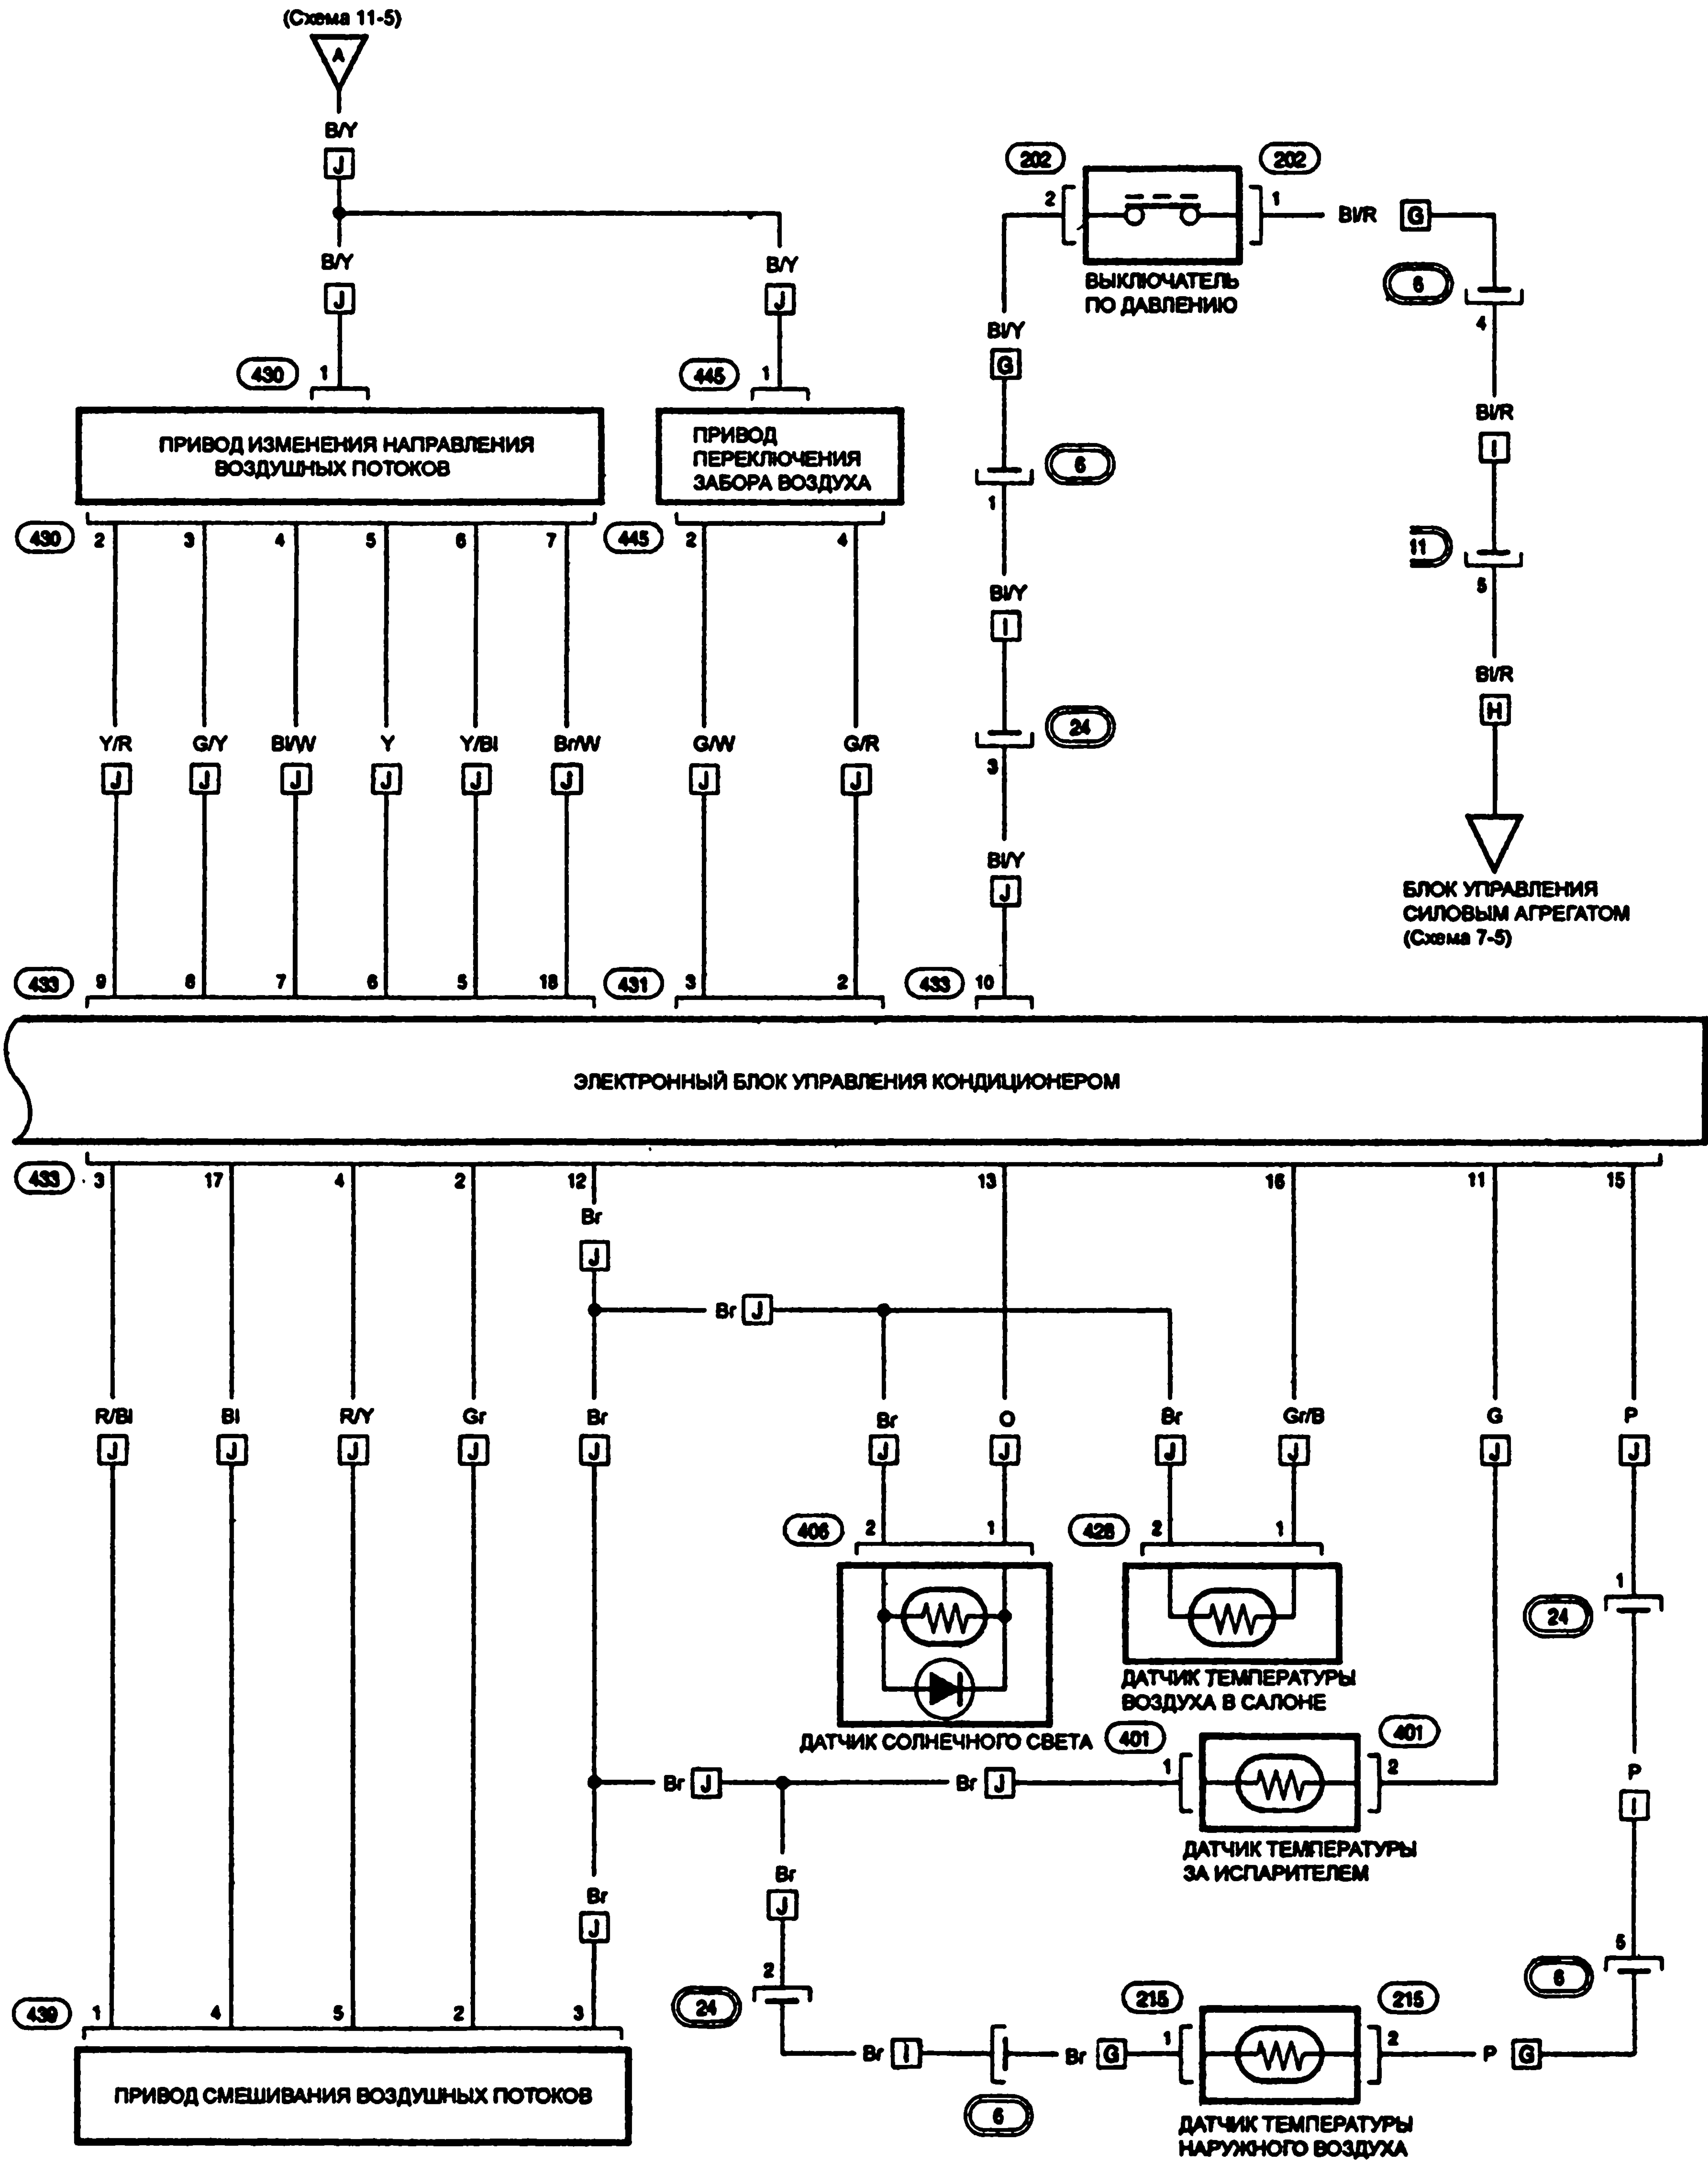 (Схема 11-5)
A
B/Y
J
202
202
2
1
Bl/R
G
B/Y
B/Y
J
J
ВЫКЛЮЧАТЕЛЬ
ПО ДАВЛЕНИЮ
6
4
Bl/Y
G
430
1
445
1
Bl/R
I
ПРИВОД ИЗМЕНЕНИЯ НАПРАВЛЕНИЯ
ВОЗДУШНЫХ ПОТОКОВ
ПРИВОД
ПЕРЕКЛЮЧЕНИЯ
ЗАБОРА ВОЗДУХА
6
1
430
2 3 4 5 6 7
445
2 4
11
5
Bl/Y
I
Bl/R
H
24
3
Y/R G/Y Bl/W Y Y/Bl Br/W G/W G/R
J J J J J J J J
Bl/Y
J
БЛОК УПРАВЛЕНИЯ
СИЛОВЫМ АГРЕГАТОМ
(Схема 7-5)
433
9 8 7 6 5 18
431
3 2
433
10
ЭЛЕКТРОННЫЙ БЛОК УПРАВЛЕНИЯ КОНДИЦИОНЕРОМ
433
3 17 4 2 12 13 16 11 15
Br
J
Br J
R/Bl Bl R/Y Gr Br Br O Br Gr/B G P
J J J J J J J J J J J
406
2 1
428
2 1
1
24
ДАТЧИК ТЕМПЕРАТУРЫ
ВОЗДУХА В САЛОНЕ
ДАТЧИК СОЛНЕЧНОГО СВЕТА
401
401
Br J
Br J
1
2
P
I
ДАТЧИК ТЕМПЕРАТУРЫ
ЗА ИСПАРИТЕЛЕМ
Br
J
Br
J
5
6
2
24
439
1 4 5 2 3
215
215
Br I
Br G
1
2
P G
6
ПРИВОД СМЕШИВАНИЯ ВОЗДУШНЫХ ПОТОКОВ
ДАТЧИК ТЕМПЕРАТУРЫ
НАРУЖНОГО ВОЗДУХА